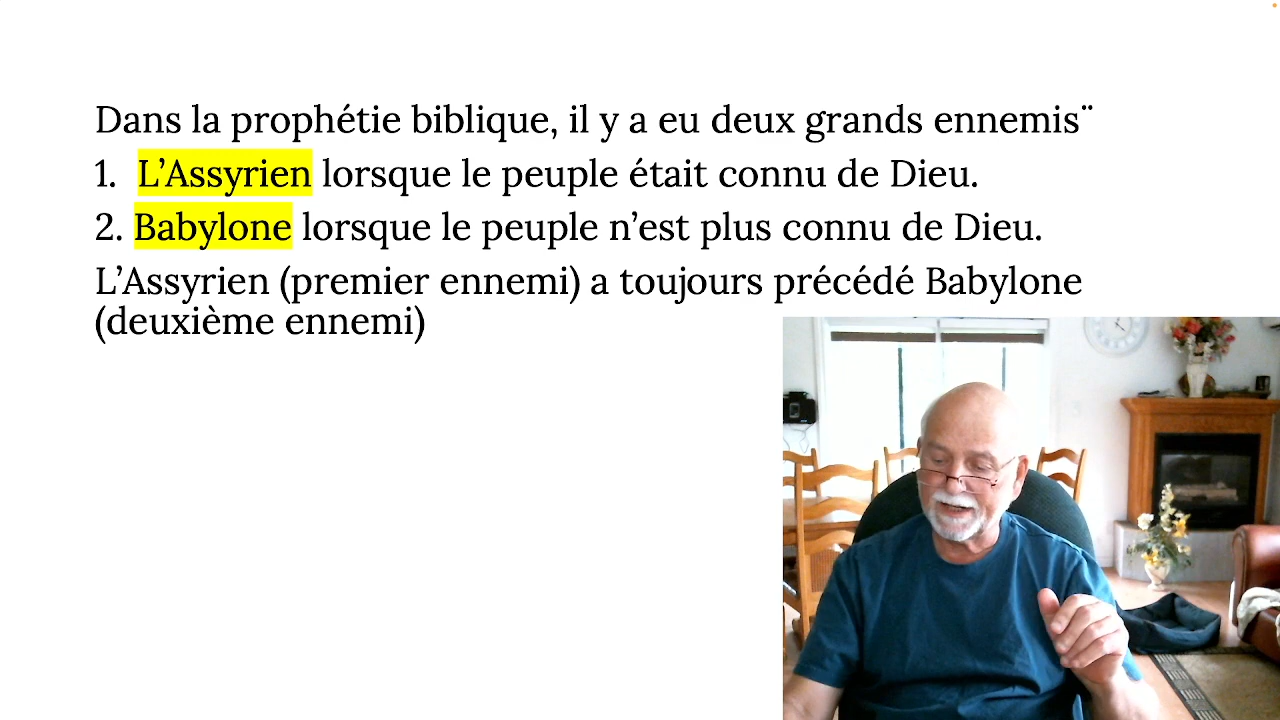 Dans la prophétie biblique, il y a eu deux grands ennemis¨
1. L’Assyrien lorsque le peuple était connu de Dieu.
2. Babylone lorsque le peuple n’est plus connu de Dieu.
L’Assyrien (premier ennemi) a toujours précédé Babylone
(deuxième ennemi)